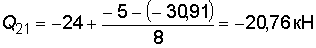 Q₂₁ = −24 + (−5 − (−30,91)) / 8 = −20,76 кН